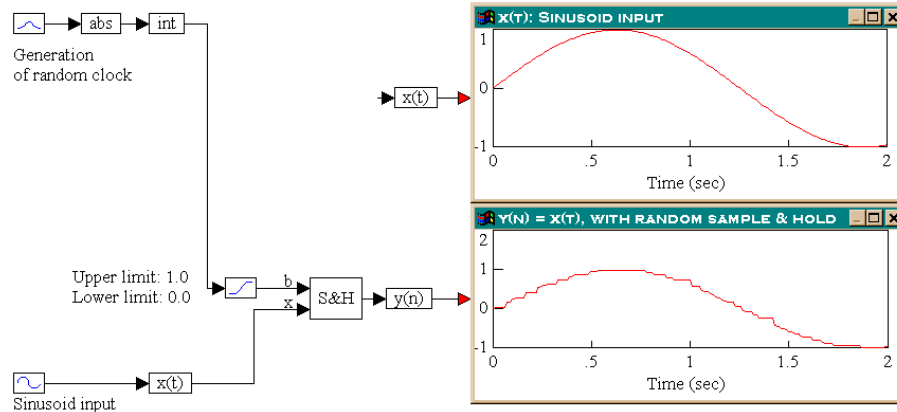 abs
int
Generation
of random clock
Upper limit: 1.0
Lower limit: 0.0
b
x
S&H
y(n)
x(t)
Sinusoid input
x(t)
X(T): SINUSOID INPUT
1
0
-1
0
.5
1
1.5
2
Time (sec)
Y(N) = X(T), WITH RANDOM SAMPLE & HOLD
2
1
0
-1
0
.5
1
1.5
2
Time (sec)